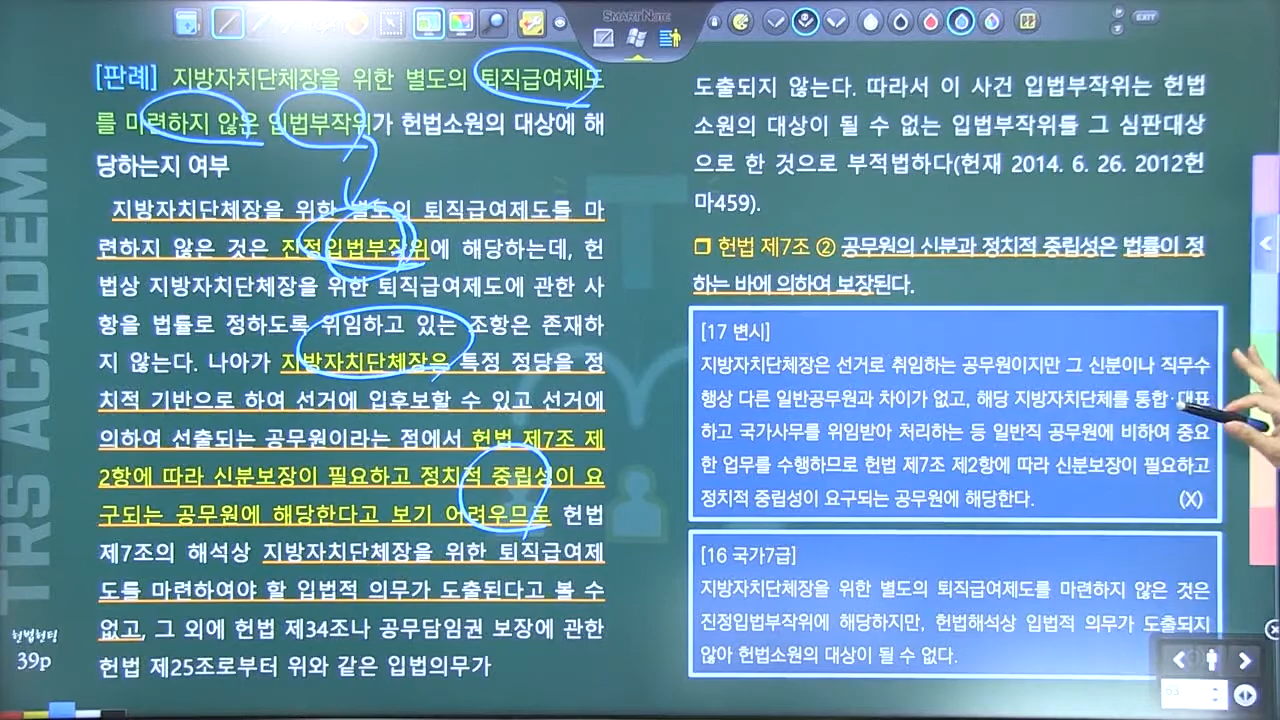 SMARTNOTE
EXIT
TRS ACADEMY
[판례] 지방자치단체장을 위한 별도의 퇴직급여제도
를 마련하지 않은 입법부작위가 헌법소원의 대상에 해
당하는지 여부
지방자치단체장을 위한 별도의 퇴직급여제도를 마
련하지 않은 것은 진정입법부작위에 해당하는데, 헌
법상 지방자치단체장을 위한 퇴직급여제도에 관한 사
항을 법률로 정하도록 위임하고 있는 조항은 존재하
지 않는다. 나아가 지방자치단체장은 특정 정당을 정
치적 기반으로 하여 선거에 입후보할 수 있고 선거에
의하여 선출되는 공무원이라는 점에서 헌법 제7조 제
2항에 따라 신분보장이 필요하고 정치적 중립성이 요
구되는 공무원에 해당한다고 보기 어려우므로 헌법
제7조의 해석상 지방자치단체장을 위한 퇴직급여제
도를 마련하여야 할 입법적 의무가 도출된다고 볼 수
없고, 그 외에 헌법 제34조나 공무담임권 보장에 관한
헌법 제25조로부터 위와 같은 입법의무가
헌법헌팅
39p
도출되지 않는다. 따라서 이 사건 입법부작위는 헌법
소원의 대상이 될 수 없는 입법부작위를 그 심판대상
으로 한 것으로 부적법하다(헌재 2014. 6. 26. 2012헌
마459).
❒ 헌법 제7조 ② 공무원의 신분과 정치적 중립성은 법률이 정
하는 바에 의하여 보장된다.
[17 변시]
지방자치단체장은 선거로 취임하는 공무원이지만 그 신분이나 직무수
행상 다른 일반공무원과 차이가 없고, 해당 지방자치단체를 통합·대표
하고 국가사무를 위임받아 처리하는 등 일반직 공무원에 비하여 중요
한 업무를 수행하므로 헌법 제7조 제2항에 따라 신분보장이 필요하고
정치적 중립성이 요구되는 공무원에 해당한다. (X)
[16 국가7급]
지방자치단체장을 위한 별도의 퇴직급여제도를 마련하지 않은 것은
진정입법부작위에 해당하지만, 헌법해석상 입법적 의무가 도출되지
않아 헌법소원의 대상이 될 수 없다.